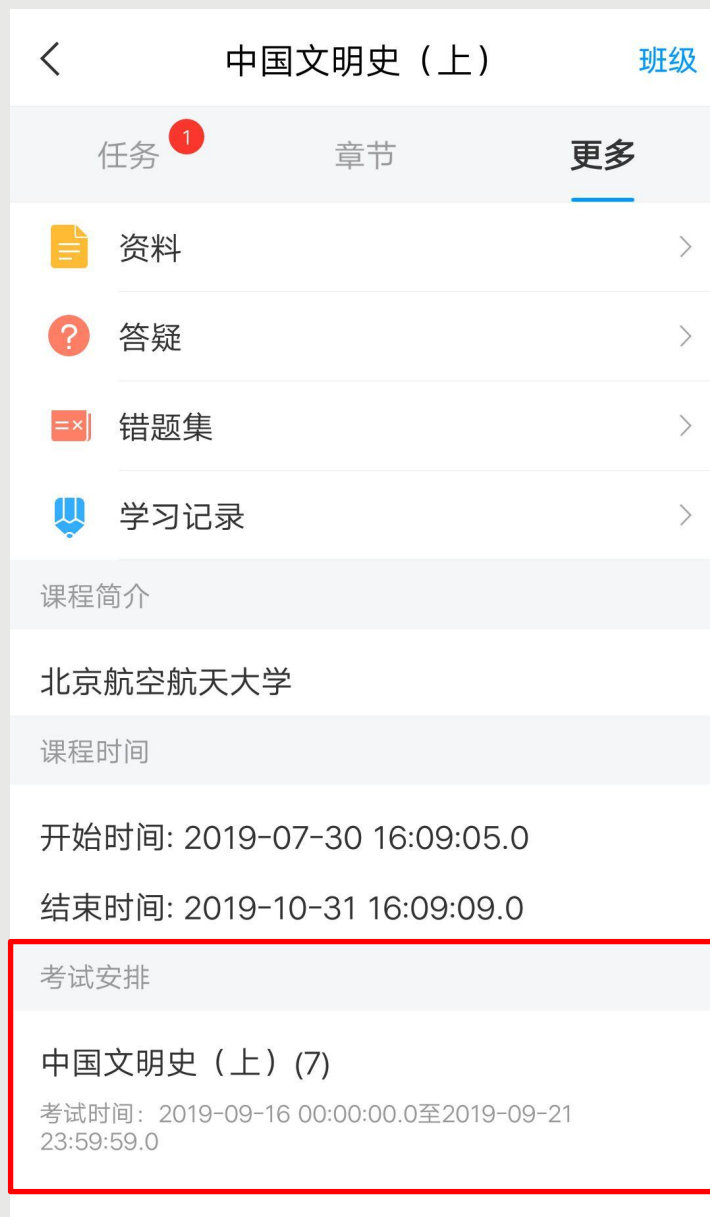 中国文明史（上）
班级
任务
1
章节
更多
资料
答疑
错题集
学习记录
课程简介
北京航空航天大学
课程时间
开始时间: 2019-07-30 16:09:05.0
结束时间: 2019-10-31 16:09:09.0
考试安排
中国文明史（上）(7)
考试时间：2019-09-16 00:00:00.0至2019-09-21
23:59:59.0